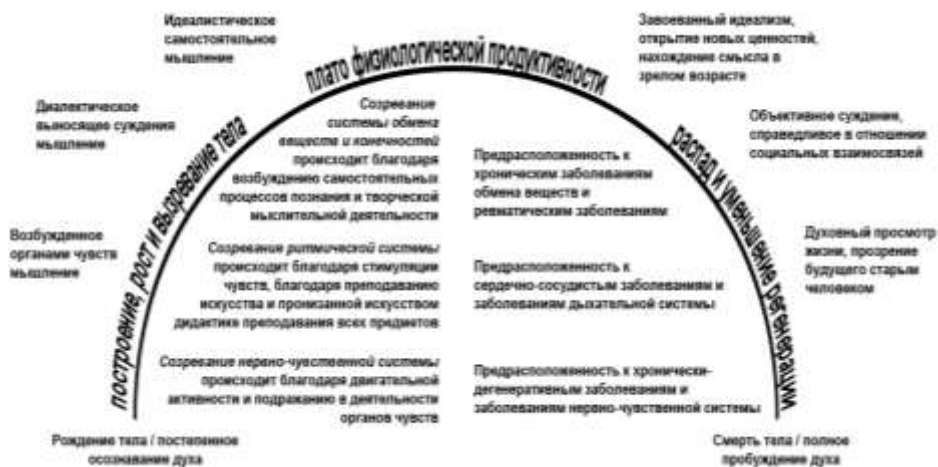 Идеалистическое
самостоятельное
мышление
Завоеванный идеализм,
открытие новых ценностей,
нахождение смысла в
зрелом возрасте
плато физиологической продуктивности
Диалектическое
выносящее суждения
мышление
Объективное суждение,
справедливое в отношении
социальных взаимосвязей
Возбужденное
органами чувств
мышление
Духовный просмотр
жизни, прозрение
будущего старым
человеком
построение, рост и вызревание тела
распад и уменьшение регенерации
Созревание
системы обмена
веществ и конечностей
происходит благодаря
возбуждению самостоятельных
процессов познания и творческой
мыслительной деятельности
Предрасположенность к
хроническим заболеваниям
обмена веществ и
ревматическим заболеваниям
Созревание ритмической системы
происходит благодаря стимуляции
чувств, благодаря преподаванию
искусства и пронизанной искусством
дидактике преподавания всех предметов
Предрасположенность к
сердечно-сосудистым заболеваниям и
заболеваниям дыхательной системы
Созревание нервно-чувственной системы
происходит благодаря двигательной
активности и подражанию в деятельности
органов чувств
Предрасположенность к хронически-
дегенеративным заболеваниям и
заболеваниям нервно-чувственной системы
Рождение тела / постепенное
осознавание духа
Смерть тела / полное
пробуждение духа